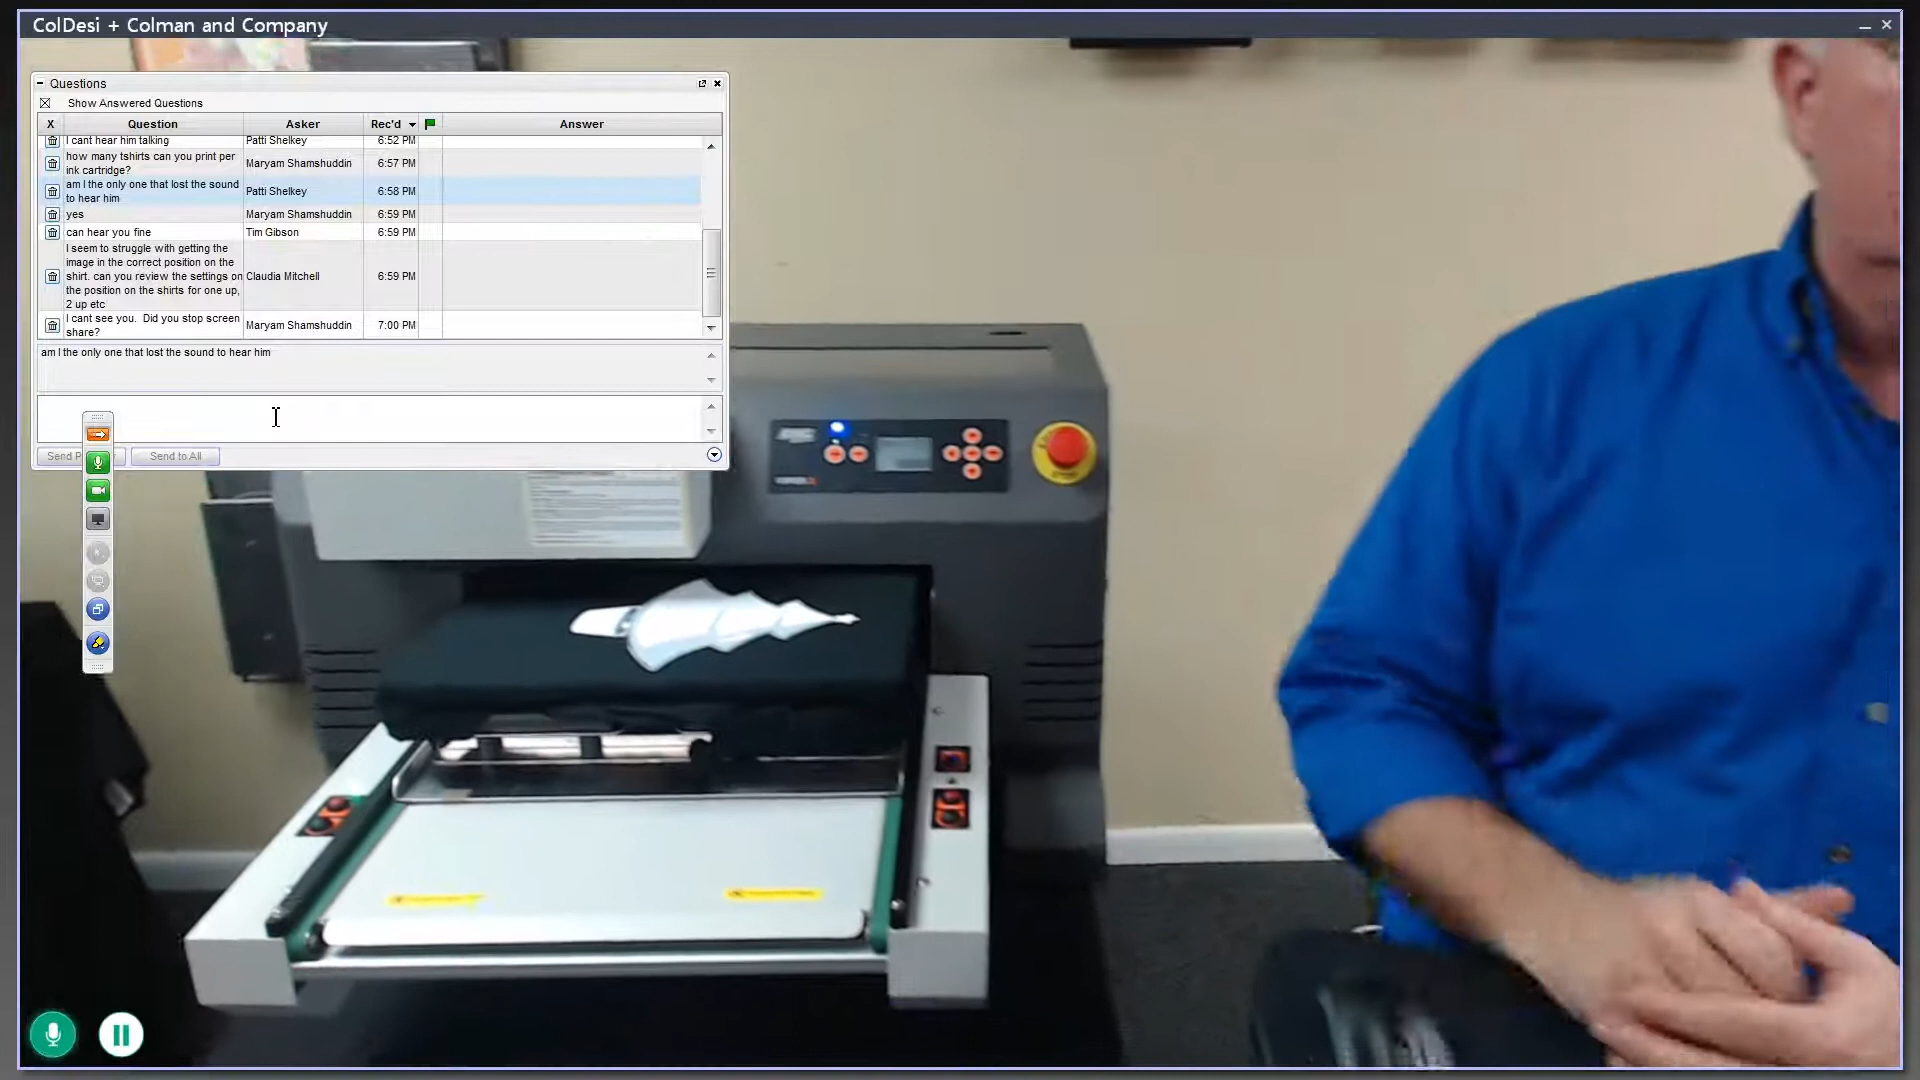 ColDesi + Colman and Company
Questions
Show Answered Questions
X Question Asker Rec'd Answer
I cant hear him talking Patti Shelkey 6:52 PM
how many tshirts can you print per
ink cartridge? Maryam Shamshuddin 6:57 PM
am I the only one that lost the sound
to hear him Patti Shelkey 6:58 PM
yes Maryam Shamshuddin 6:59 PM
can hear you fine Tim Gibson 6:59 PM
I seem to struggle with getting the
image in the correct position on the
shirt. can you review the settings on
the position on the shirts for one up,
2 up etc Claudia Mitchell 6:59 PM
I cant see you. Did you stop screen
share? Maryam Shamshuddin 7:00 PM
am I the only one that lost the sound to hear him
Send to All